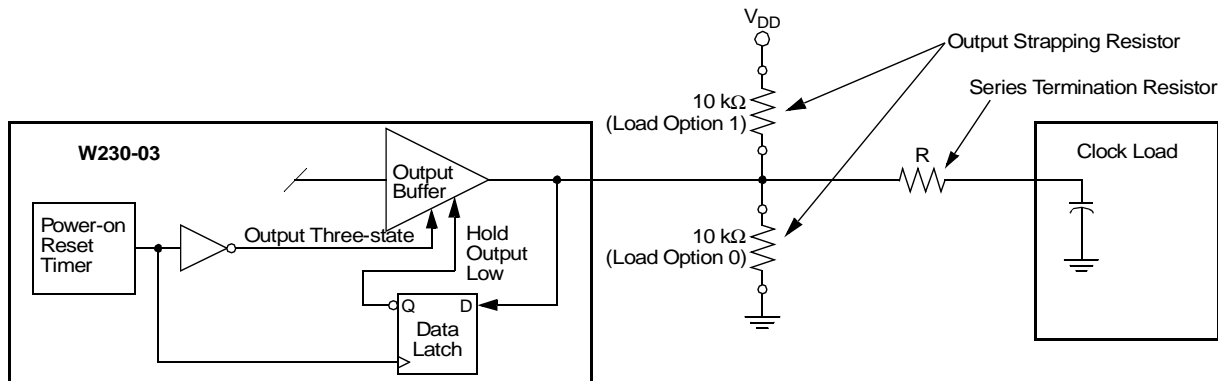 V_DD
Output Strapping Resistor
Series Termination Resistor
10 kΩ
(Load Option 1)
W230-03
Output
Buffer
R
Clock Load
Power-on
Reset
Timer
Output Three-state
Hold
Output
Low
10 kΩ
(Load Option 0)
Q
D
Data
Latch